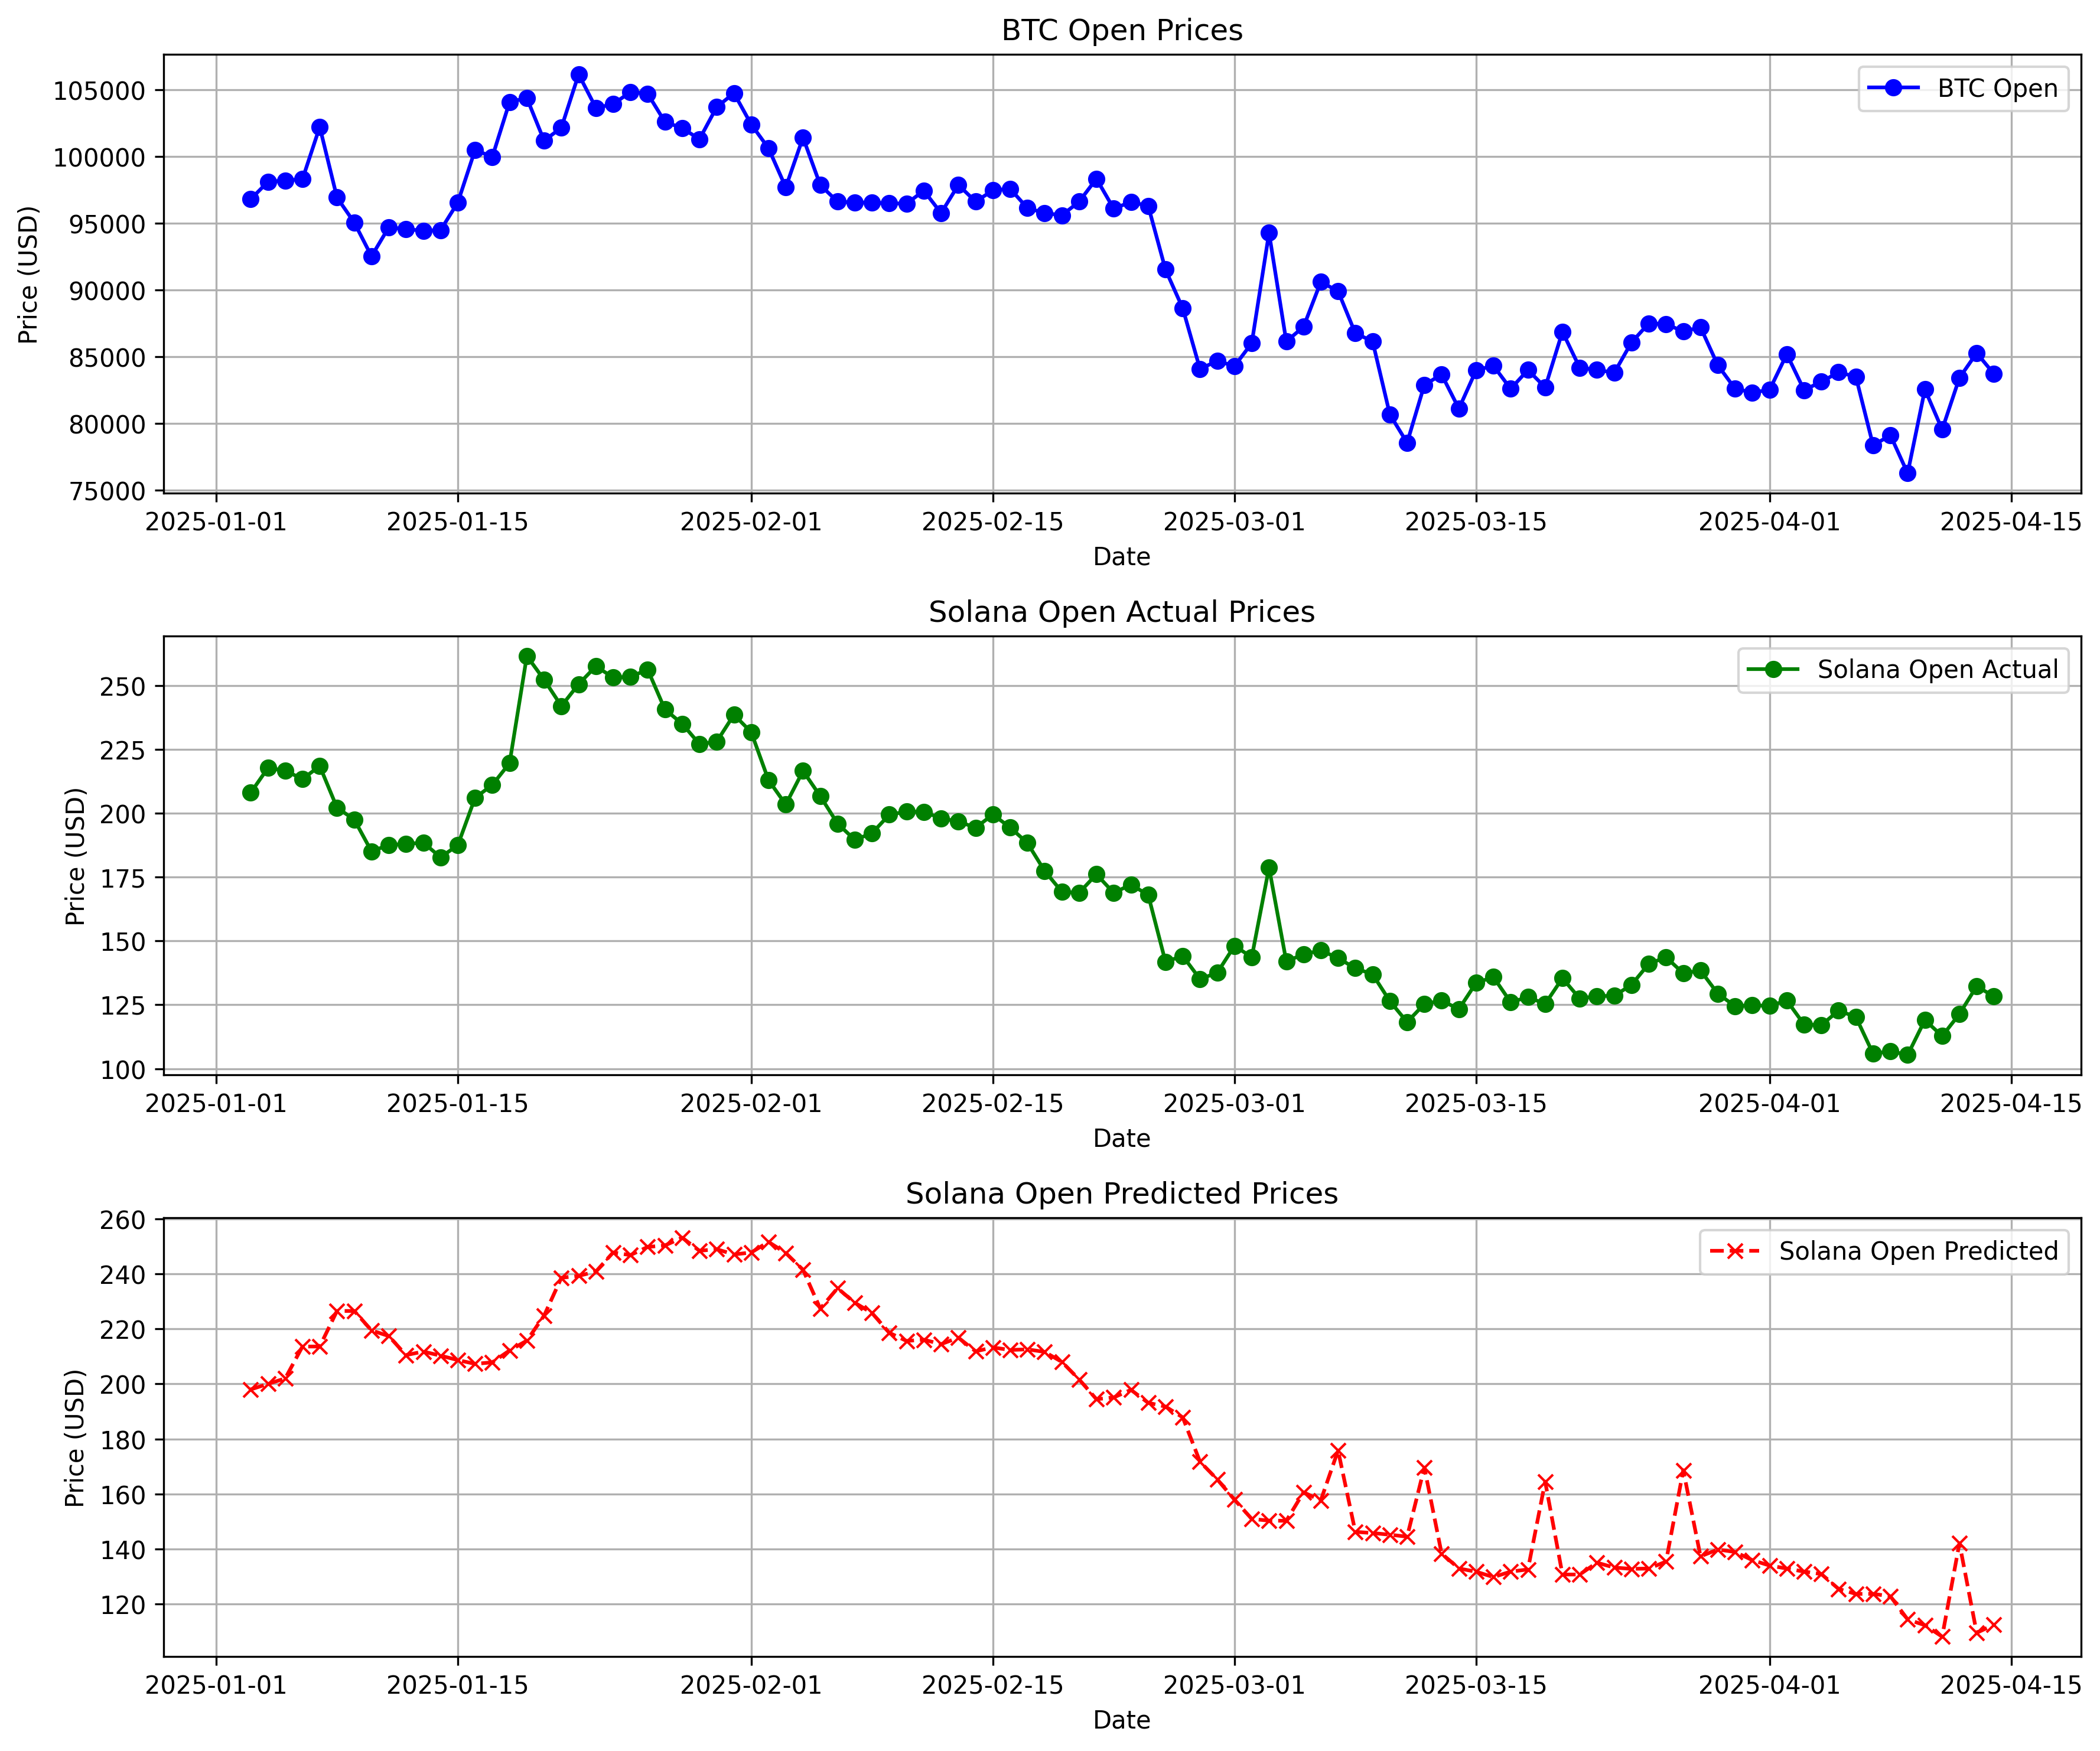 BTC Open Prices
BTC Open
Price (USD)
105000
100000
95000
90000
85000
80000
75000
2025-01-01 2025-01-15 2025-02-01 2025-02-15 2025-03-01 2025-03-15 2025-04-01 2025-04-15
Date
Solana Open Actual Prices
Solana Open Actual
Price (USD)
250
225
200
175
150
125
100
2025-01-01 2025-01-15 2025-02-01 2025-02-15 2025-03-01 2025-03-15 2025-04-01 2025-04-15
Date
Solana Open Predicted Prices
Solana Open Predicted
Price (USD)
260
240
220
200
180
160
140
120
2025-01-01 2025-01-15 2025-02-01 2025-02-15 2025-03-01 2025-03-15 2025-04-01 2025-04-15
Date